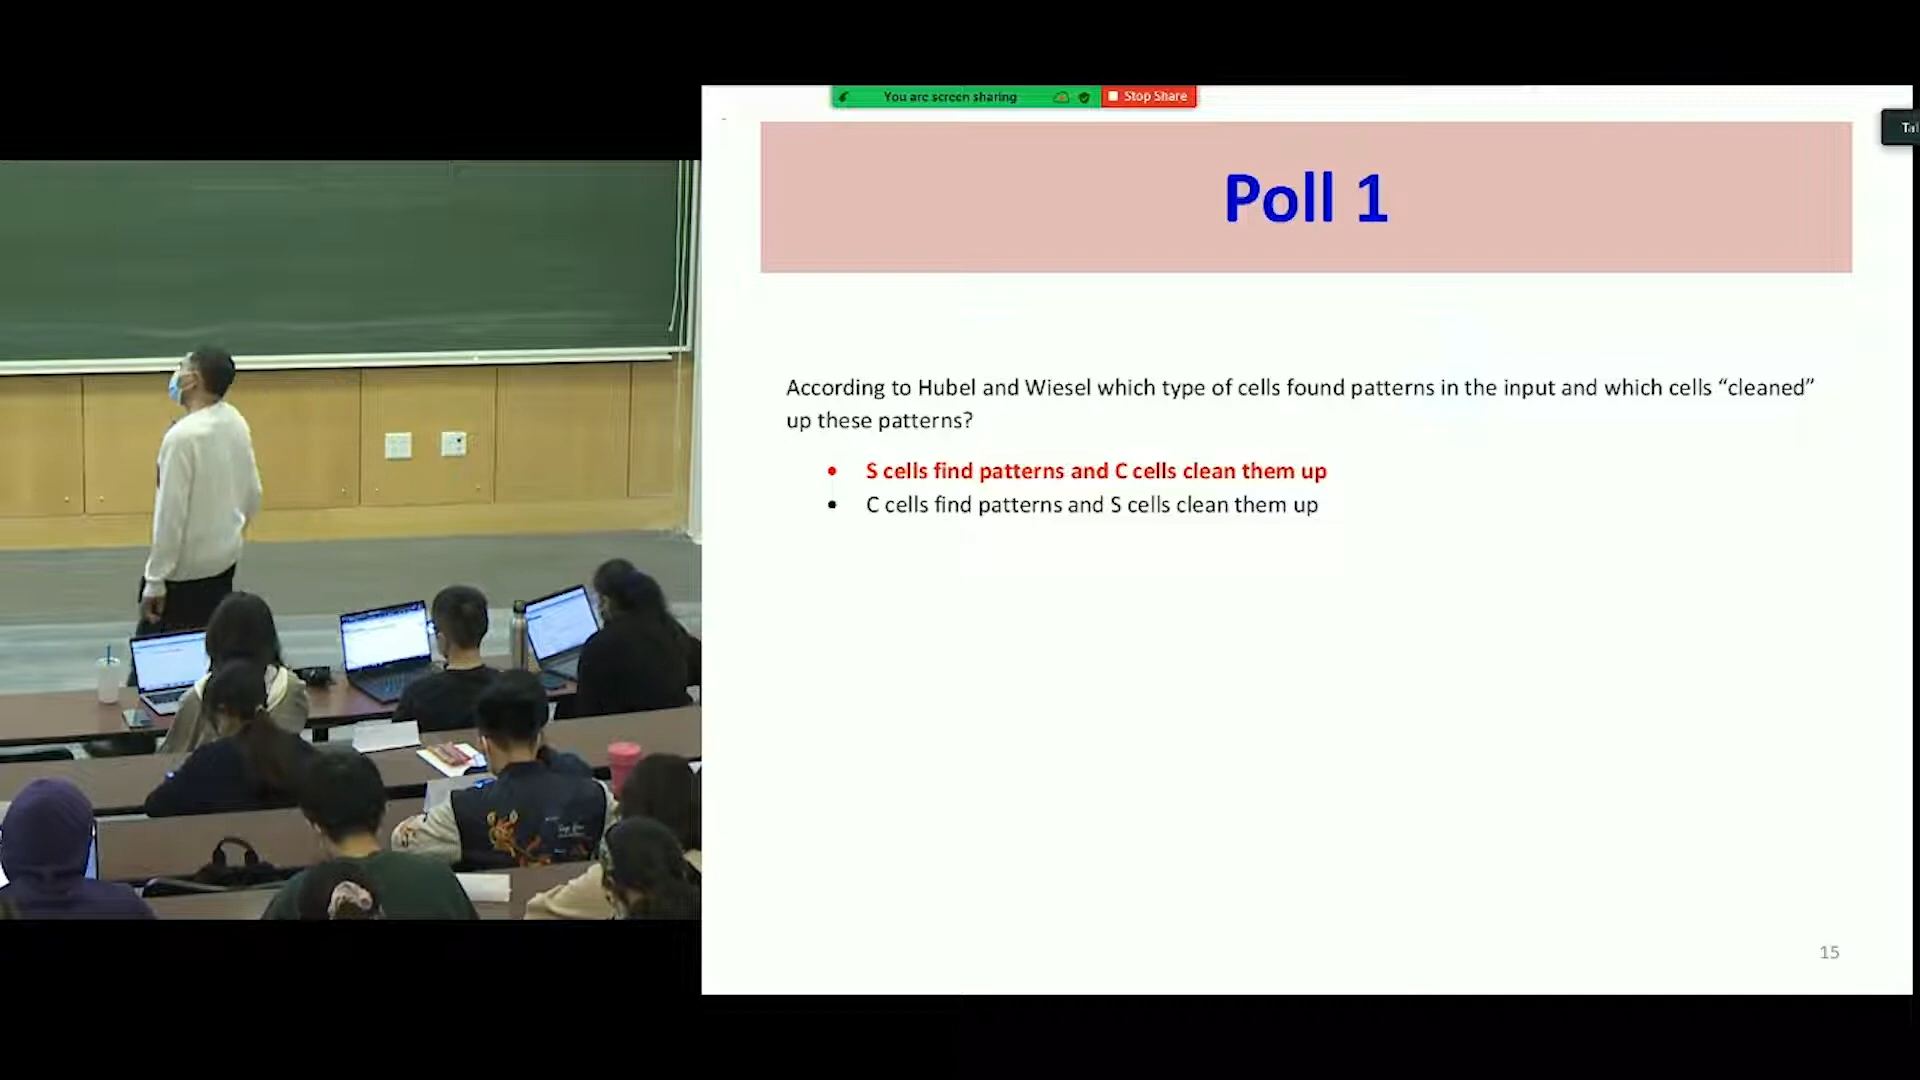 You are screen sharing
Stop Share
Poll 1
According to Hubel and Wiesel which type of cells found patterns in the input and which cells “cleaned”
up these patterns?
• S cells find patterns and C cells clean them up
• C cells find patterns and S cells clean them up
15